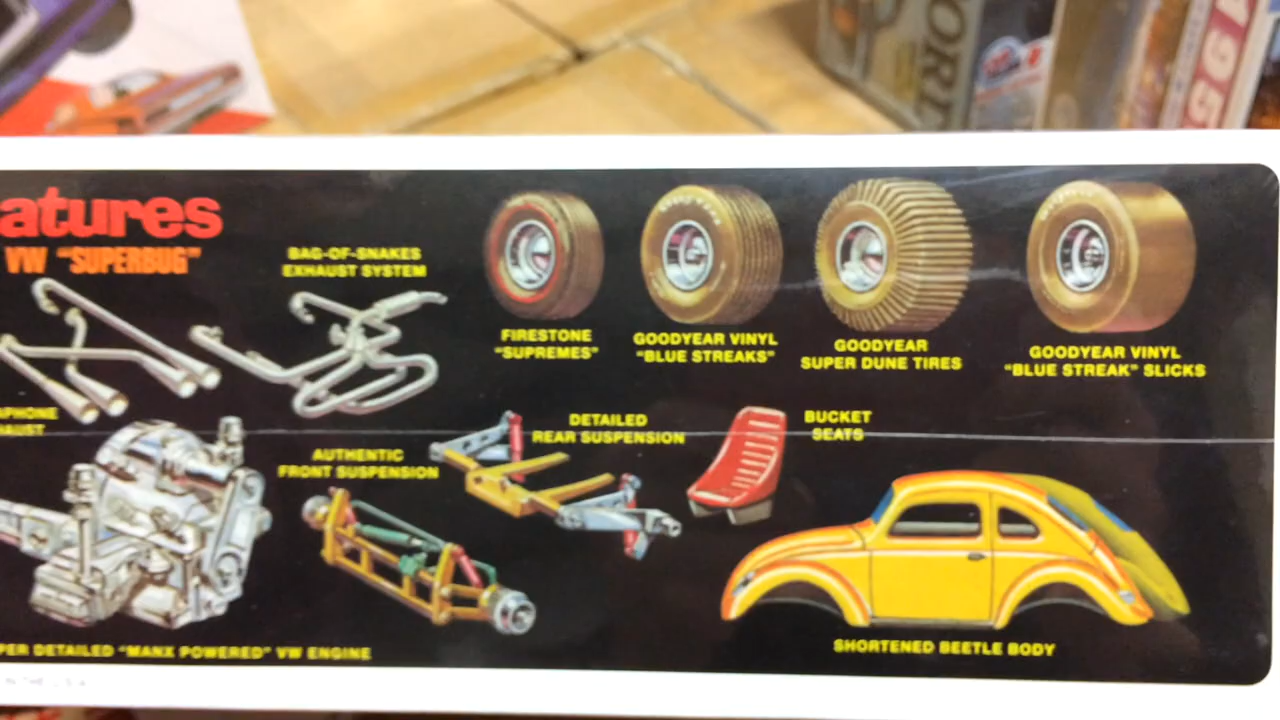 atures
VW "SUPERBUG"
BAG-OF-SNAKES
EXHAUST SYSTEM
FIRESTONE
"SUPREMES"
GOODYEAR VINYL
"BLUE STREAKS"
GOODYEAR
SUPER DUNE TIRES
GOODYEAR VINYL
"BLUE STREAK" SLICKS
APHONE
AUST
DETAILED
REAR SUSPENSION
BUCKET
SEATS
AUTHENTIC
FRONT SUSPENSION
PER DETAILED "MANX POWERED" VW ENGINE
SHORTENED BEETLE BODY